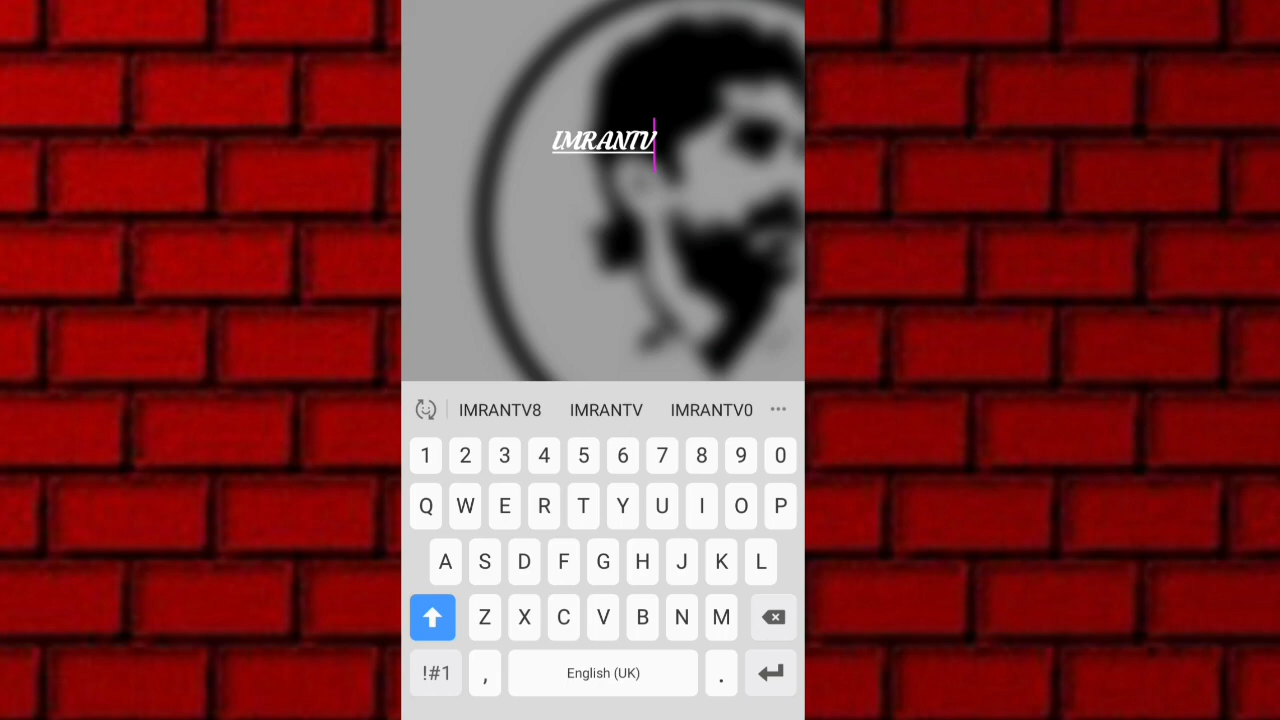 IMRANTV
IMRANTV8 IMRANTV IMRANTV0 ...
1 2 3 4 5 6 7 8 9 0
Q W E R T Y U I O P
A S D F G H J K L
Z X C V B N M
!#1 , English (UK) .